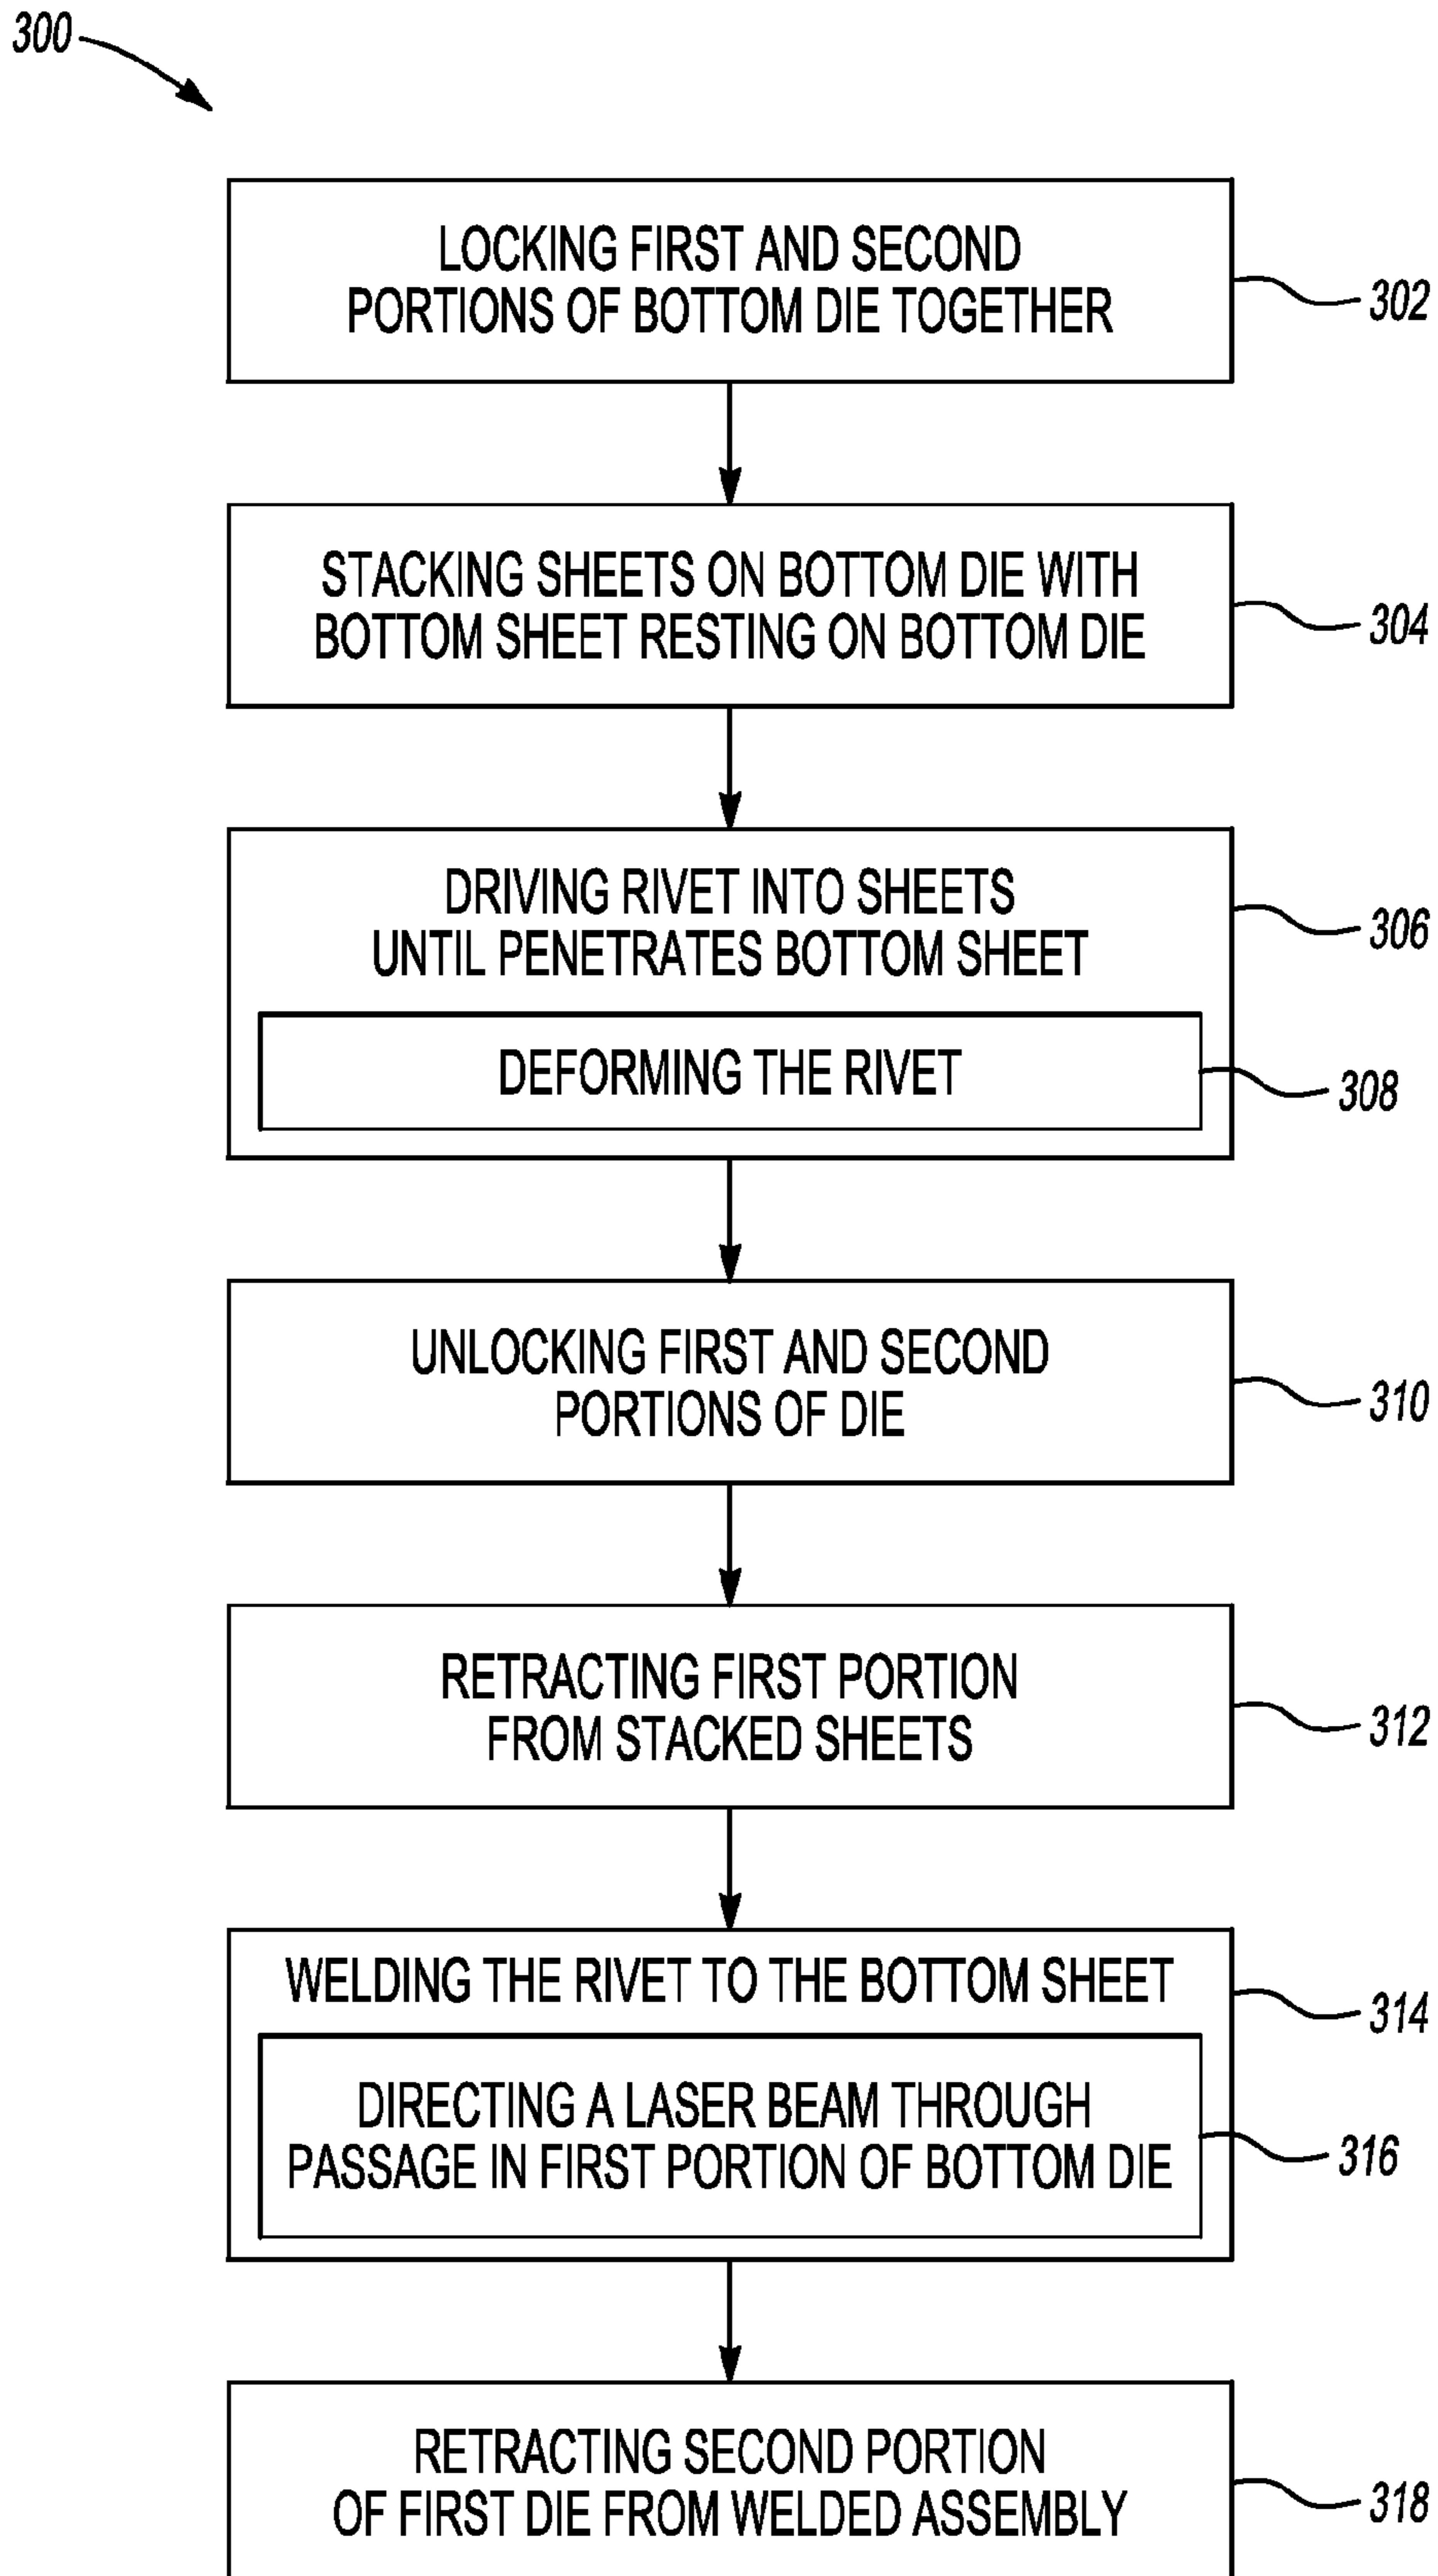 300
LOCKING FIRST AND SECOND
PORTIONS OF BOTTOM DIE TOGETHER
302
STACKING SHEETS ON BOTTOM DIE WITH
BOTTOM SHEET RESTING ON BOTTOM DIE
304
DRIVING RIVET INTO SHEETS
UNTIL PENETRATES BOTTOM SHEET
306
DEFORMING THE RIVET
308
UNLOCKING FIRST AND SECOND
PORTIONS OF DIE
310
RETRACTING FIRST PORTION
FROM STACKED SHEETS
312
WELDING THE RIVET TO THE BOTTOM SHEET
314
DIRECTING A LASER BEAM THROUGH
PASSAGE IN FIRST PORTION OF BOTTOM DIE
316
RETRACTING SECOND PORTION
OF FIRST DIE FROM WELDED ASSEMBLY
318